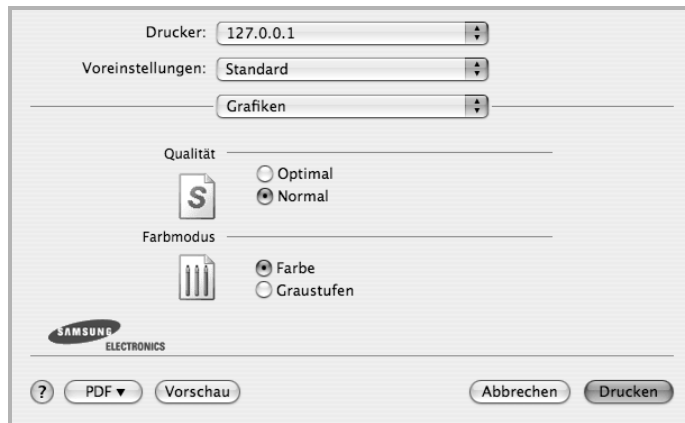 Drucker: 127.0.0.1
Voreinstellungen: Standard
Grafiken
Qualität
Optimal
S
Normal
Farbmodus
Farbe
Graustufen
SAMSUNG
ELECTRONICS
? PDF▼ Vorschau Abbrechen Drucken